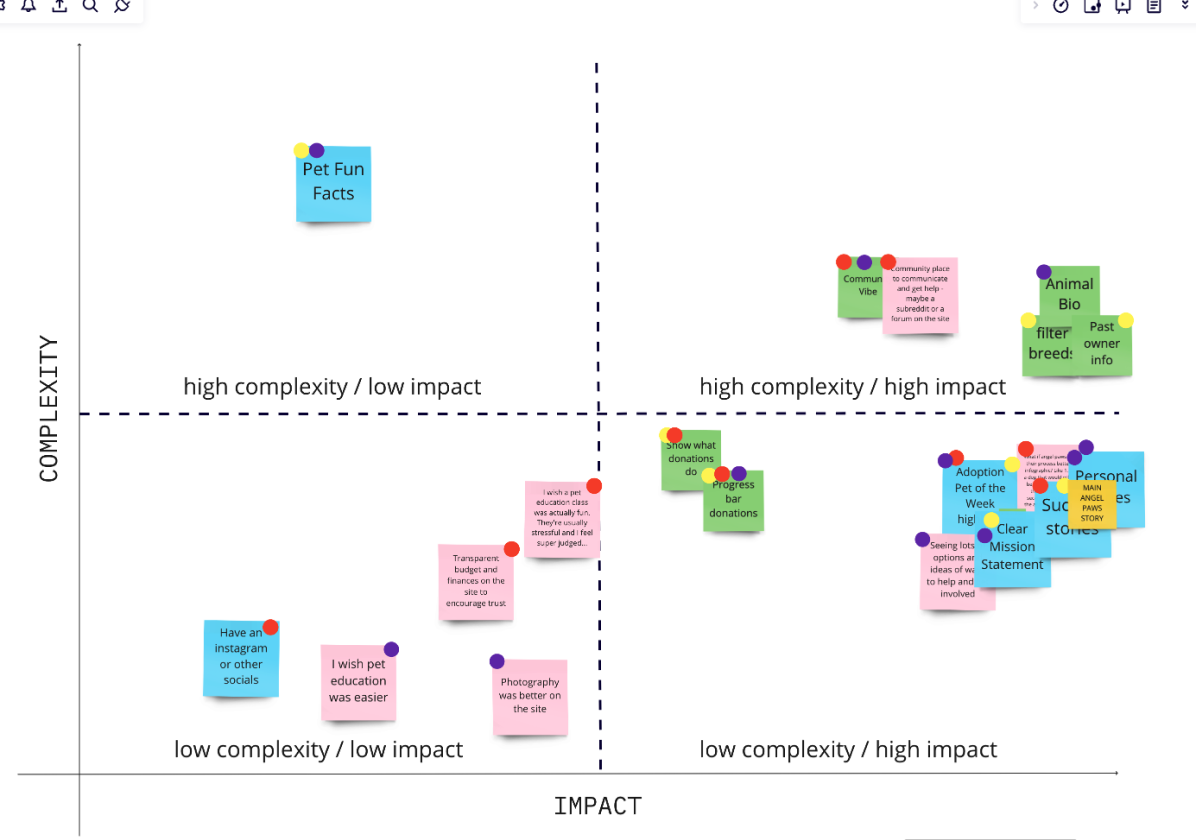 Pet Fun
Facts
Commun
Vibe
Community place
to communicate
and get help -
maybe a
subreddit or a
forum on the site
Animal
Bio
filter
breeds
Past
owner
info
COMPLEXITY
high complexity / low impact
high complexity / high impact
Show what
donations
do
Progress
bar
donations
I wish a pet
education class
was actually fun.
They're usually
stressful and I feel
super judged...
Transparent
budget and
finances on the
site to
encourage trust
Have an
instagram
or other
socials
I wish pet
education
was easier
Photography
was better on
the site
Adoption
Pet of the
Week
high
Personal
es
MAIN
ANGEL
PAWS
STORY
Suc
stories
Clear
Mission
Statement
Seeing lots
options
ideas of
to help and
involved
low complexity / low impact
low complexity / high impact
IMPACT